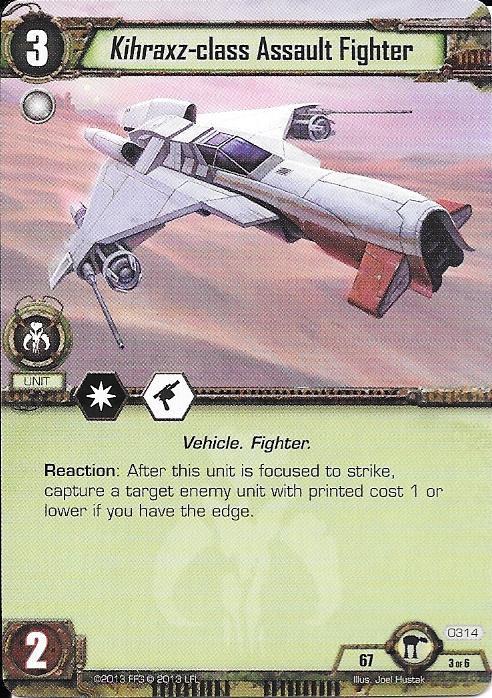 3
Kihraxz-class Assault Fighter
UNIT
Vehicle. Fighter.
Reaction: After this unit is focused to strike,
capture a target enemy unit with printed cost 1 or
lower if you have the edge.
2
0314
67
3 OF 6
©2013 FFG © 2013 LFL
Illus. Joel Hustak